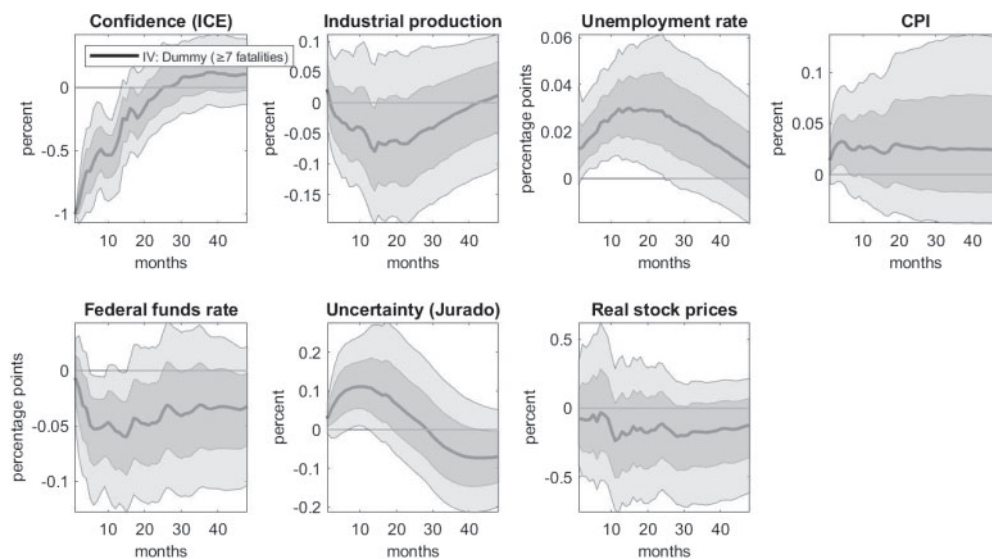 Confidence (ICE)
IV: Dummy (≥7 fatalities)
percent
0
-0.5
-1
10 20 30 40
months
Industrial production
percent
0.1
0.05
0
-0.05
-0.1
-0.15
10 20 30 40
months
Unemployment rate
percentage points
0.06
0.04
0.02
0
10 20 30 40
months
CPI
percent
0.1
0.05
0
10 20 30 40
months
Federal funds rate
percentage points
0
-0.05
-0.1
10 20 30 40
months
Uncertainty (Jurado)
percent
0.2
0.1
0
-0.1
-0.2
10 20 30 40
months
Real stock prices
percent
0.5
0
-0.5
10 20 30 40
months